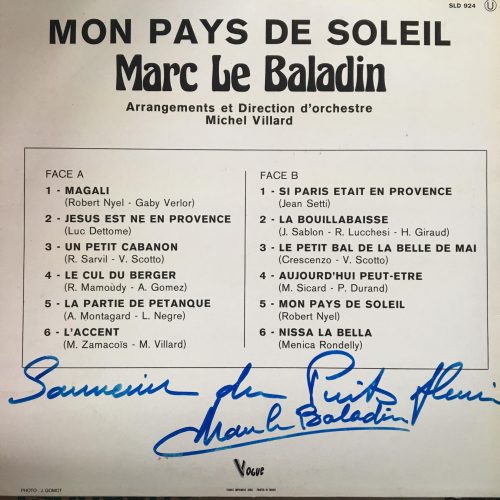 SLD 924 U
MON PAYS DE SOLEIL
Marc Le Baladin
Arrangements et Direction d'orchestre
Michel Villard
FACE A
1 - MAGALI
(Robert Nyel - Gaby Verlor)
2 - JESUS EST NE EN PROVENCE
(Luc Dettome)
3 - UN PETIT CABANON
(R. Sarvil - V. Scotto)
4 - LE CUL DU BERGER
(R. Mamoùdy - A. Gomez)
5 - LA PARTIE DE PETANQUE
(A. Montagard - L. Negre)
6 - L'ACCENT
(M. Zamacoïs - M. Villard)
FACE B
1 - SI PARIS ETAIT EN PROVENCE
(Jean Setti)
2 - LA BOUILLABAISSE
(J. Sablon - R. Lucchesi - H. Giraud)
3 - LE PETIT BAL DE LA BELLE DE MAI
(Crescenzo - V. Scotto)
4 - AUJOURD'HUI PEUT-ETRE
(M. Sicard - P. Durand)
5 - MON PAYS DE SOLEIL
(Robert Nyel)
6 - NISSA LA BELLA
(Menica Rondelly)
Souvenir du Puits fleuri
Marc le Baladin
PHOTO : J. GOMOT
VOGUE